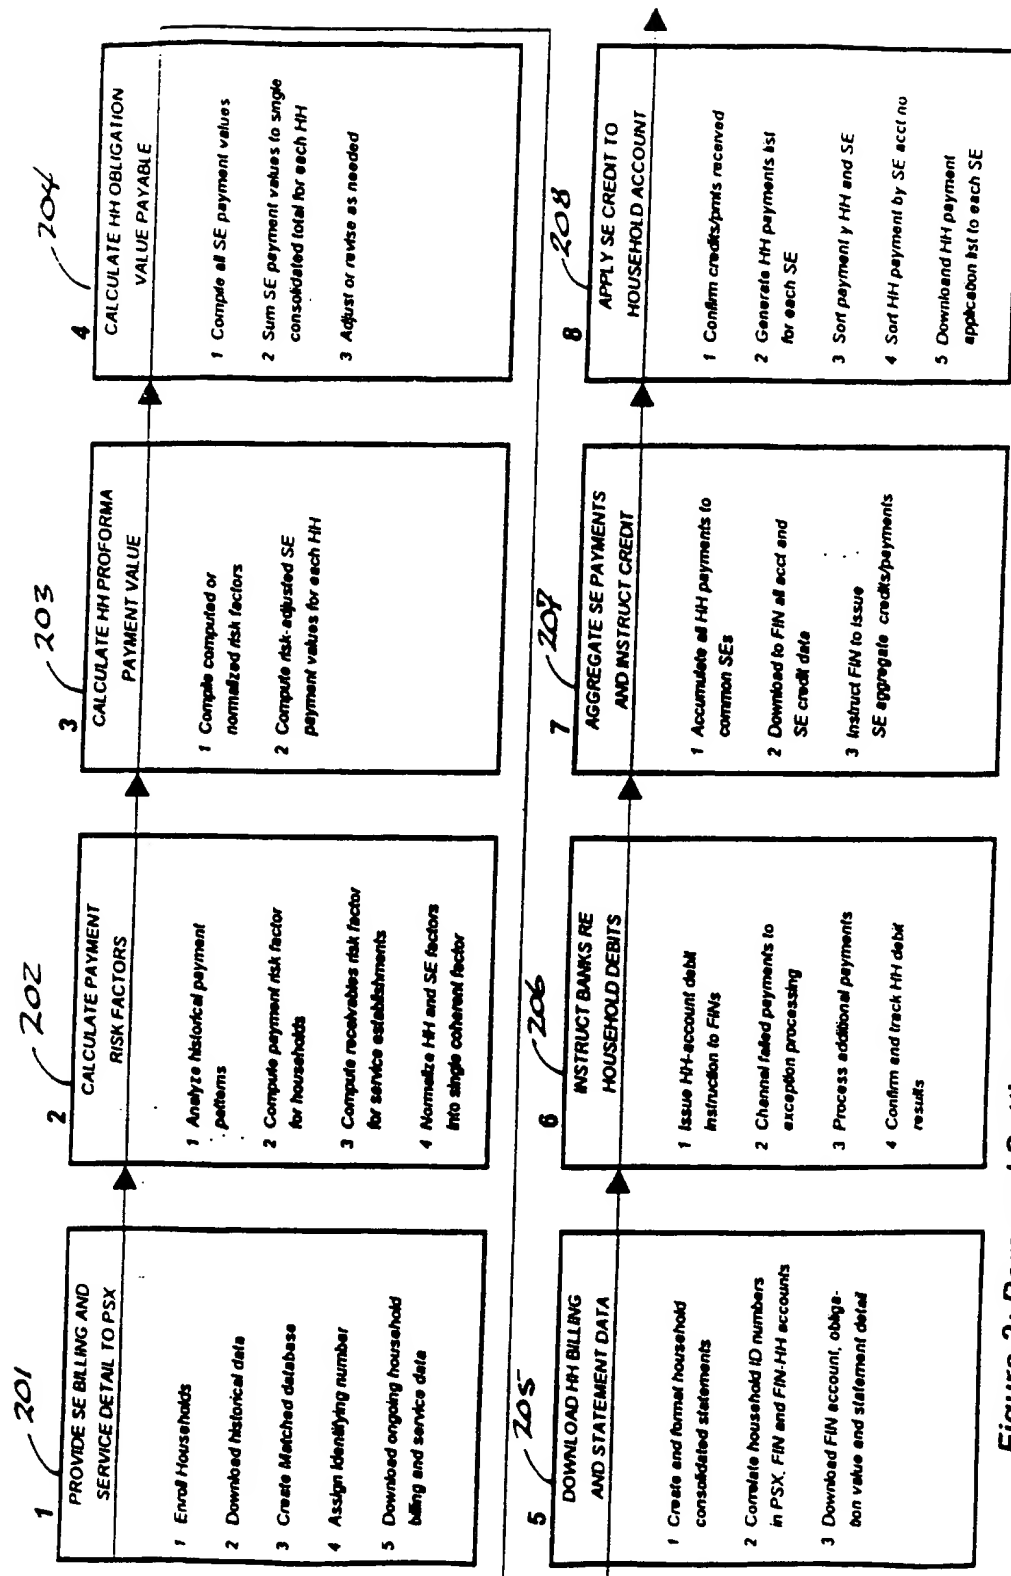 1
201
PROVIDE SE BILLING AND
SERVICE DETAIL TO PSX
1 Enroll Households
2 Download historical data
3 Create Matched database
4 Assign identifying number
5 Download ongoing household
billing and service data
2
202
CALCULATE PAYMENT
RISK FACTORS
1 Analyze historical payment
patterns
2 Compute payment risk factor
for households
3 Compute receivables risk factor
for service establishments
4 Normalize HH and SE factors
into single coherent factor
3
203
CALCULATE HH PROFORMA
PAYMENT VALUE
1 Compile computed or
normalized risk factors
2 Compute risk-adjusted SE
payment values for each HH
4
204
CALCULATE HH OBLIGATION
VALUE PAYABLE
1 Compile all SE payment values
2 Sum SE payment values to single
consolidated total for each HH
3 Adjust or revise as needed
5
205
DOWNLOAD HH BILLING
AND STATEMENT DATA
1 Create and format household
consolidated statements
2 Correlate household ID numbers
in PSX, FIN and FIN-HH accounts
3 Download FIN account, obliga-
tion value and statement detail
6
206
INSTRUCT BANKS RE
HOUSEHOLD DEBITS
1 Issue HH-account debit
instruction to FINs
2 Channel failed payments to
exception processing
3 Process additional payments
4 Confirm and track HH debit
results
7
207
AGGREGATE SE PAYMENTS
AND INSTRUCT CREDIT
1 Accumulate all HH payments to
common SEs
2 Download to FIN all acct and
SE credit data
3 Instruct FIN to issue
SE aggregate credits/payments
8
208
APPLY SE CREDIT TO
HOUSEHOLD ACCOUNT
1 Confirm credits/pmts received
2 Generate HH payments list
for each SE
3 Sort payment y HH and SE
4 Sort HH payment by SE acct no
5 Download HH payment
application list to each SE
Figure 2: